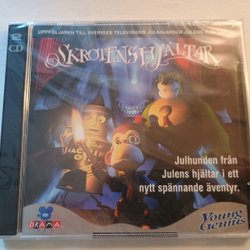 UPPFÖLJAREN TILL SVERIGES TELEVISIONS JULKALENDER JULENS HJÄLTAR
SKROTENS HJÄLTAR
2
CD
Julhunden från
Julens hjältar i ett
nytt spännande äventyr.
DRAMA
Young
Genius